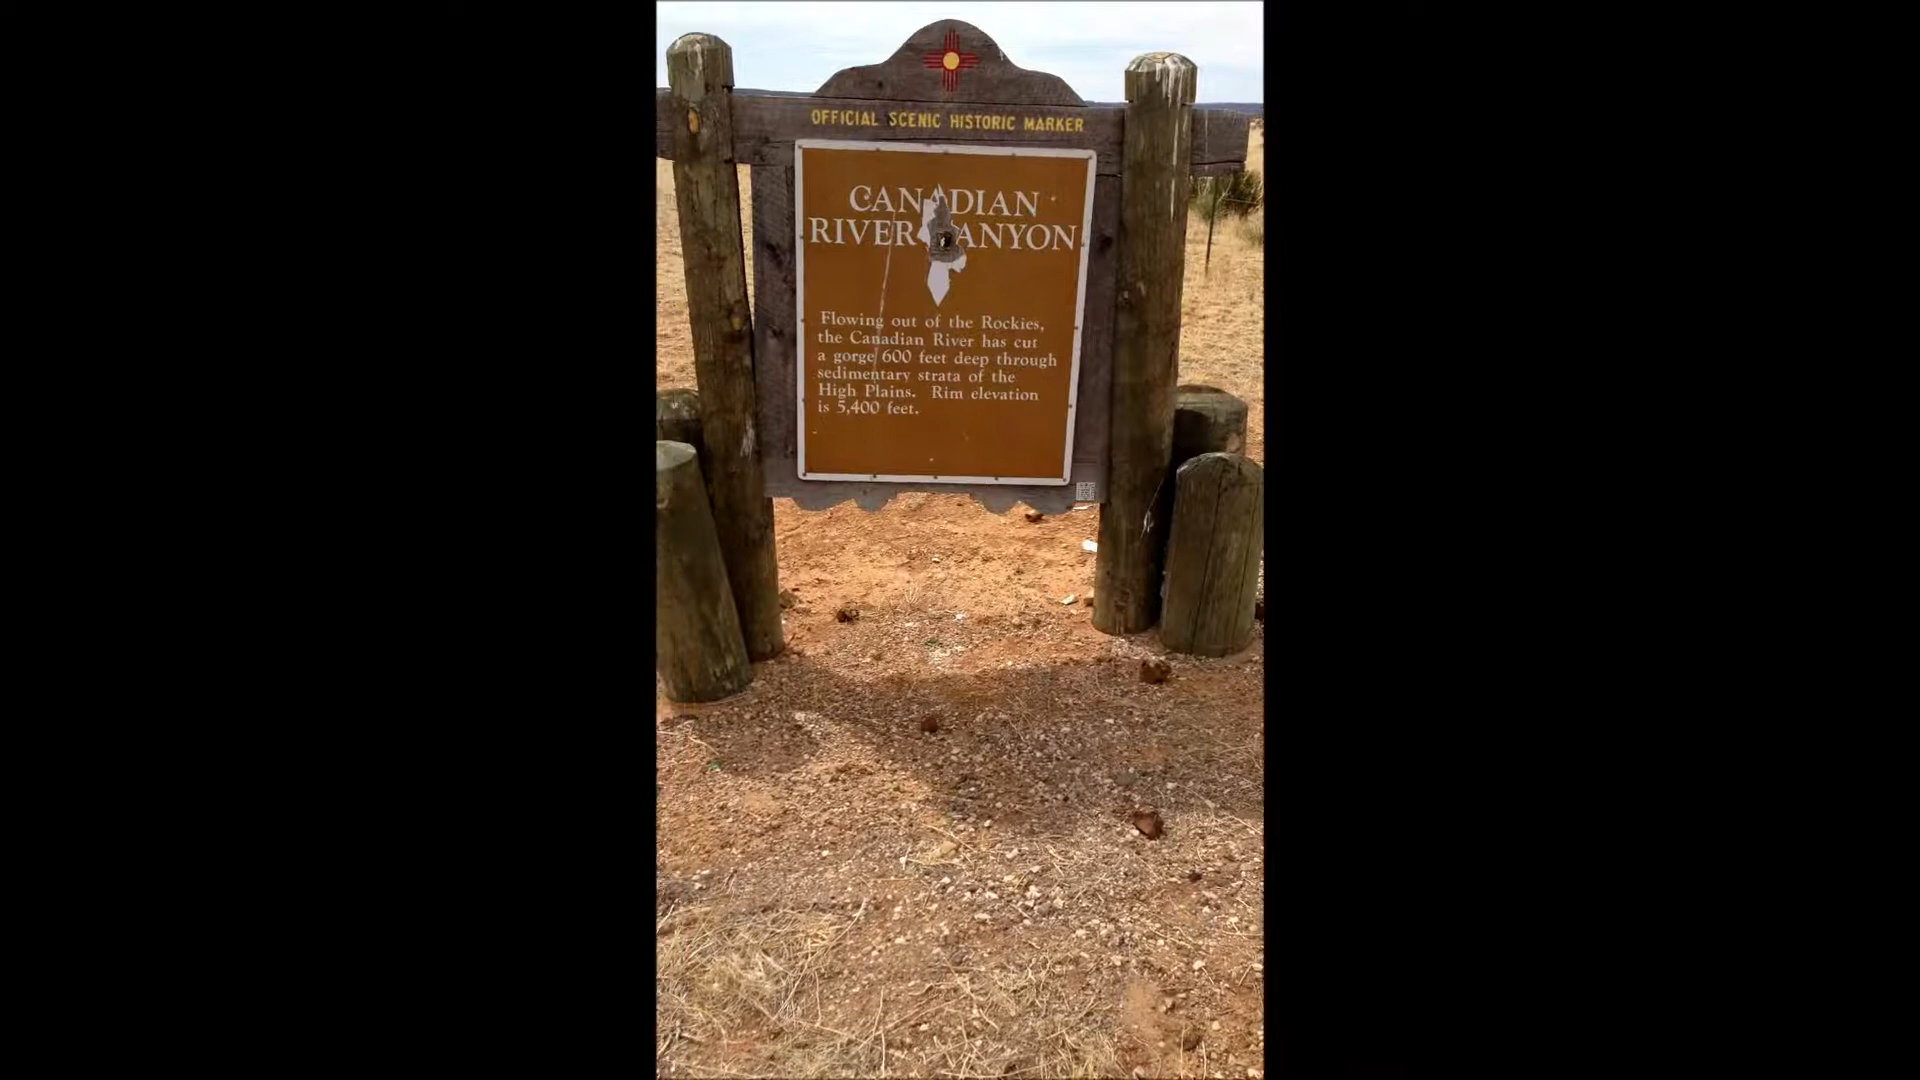 OFFICIAL SCENIC HISTORIC MARKER
CANADIAN
RIVER ANYON
Flowing out of the Rockies,
the Canadian River has cut
a gorge 600 feet deep through
sedimentary strata of the
High Plains. Rim elevation
is 5,400 feet.